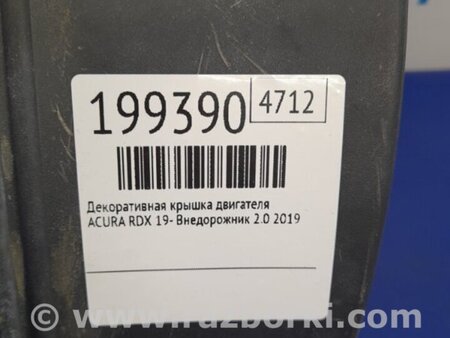 199390 4712
Декоративная крышка двигателя
ACURA RDX 19- Внедорожник 2.0 2019
© www.razborki.com